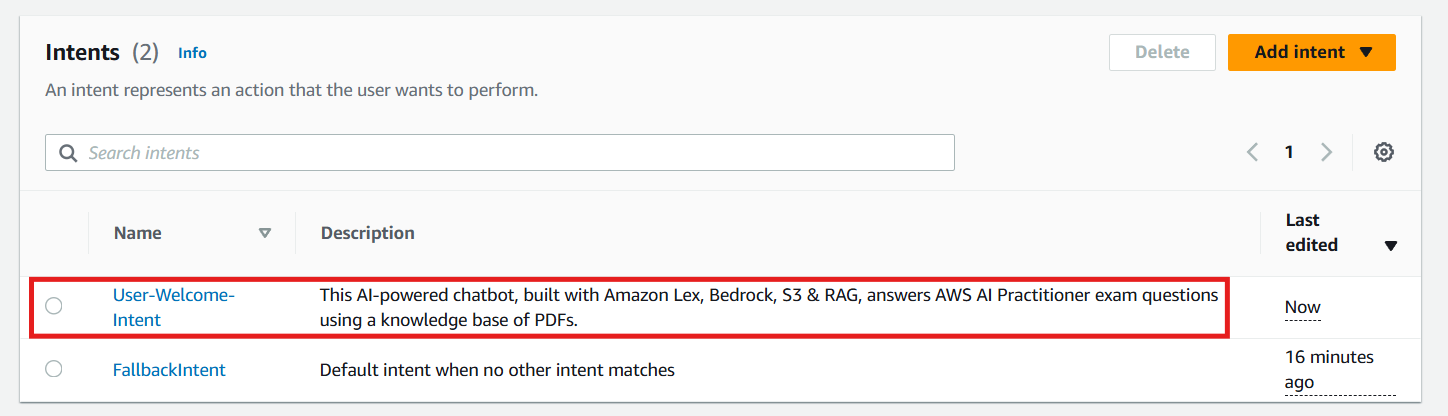 Intents (2) Info
Delete
Add intent
An intent represents an action that the user wants to perform.
Search intents
1
Name
Description
Last
edited
User-Welcome-
Intent
This AI-powered chatbot, built with Amazon Lex, Bedrock, S3 & RAG, answers AWS AI Practitioner exam questions
using a knowledge base of PDFs.
Now
FallbackIntent
Default intent when no other intent matches
16 minutes
ago